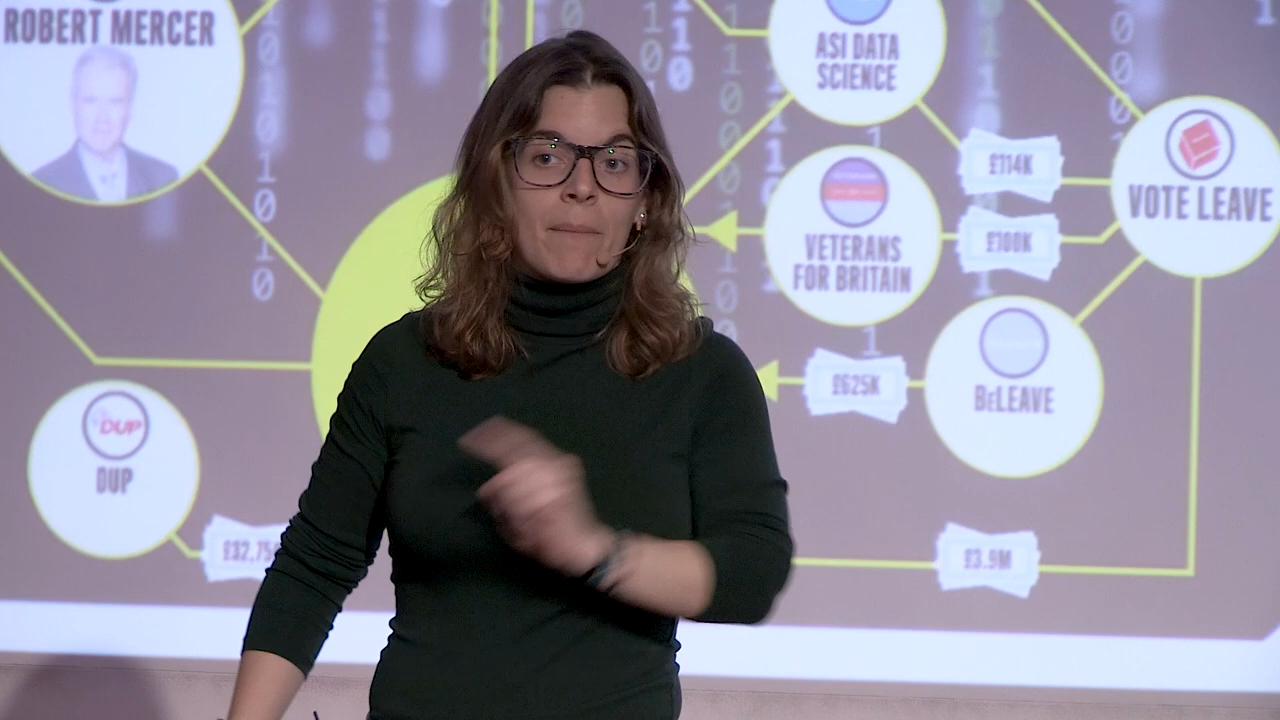 ROBERT MERCER
ASI DATA
SCIENCE
£114K
VOTE LEAVE
VETERANS
FOR BRITAIN
£100K
£625K
BeLEAVE
DUP
DUP
£3.9M